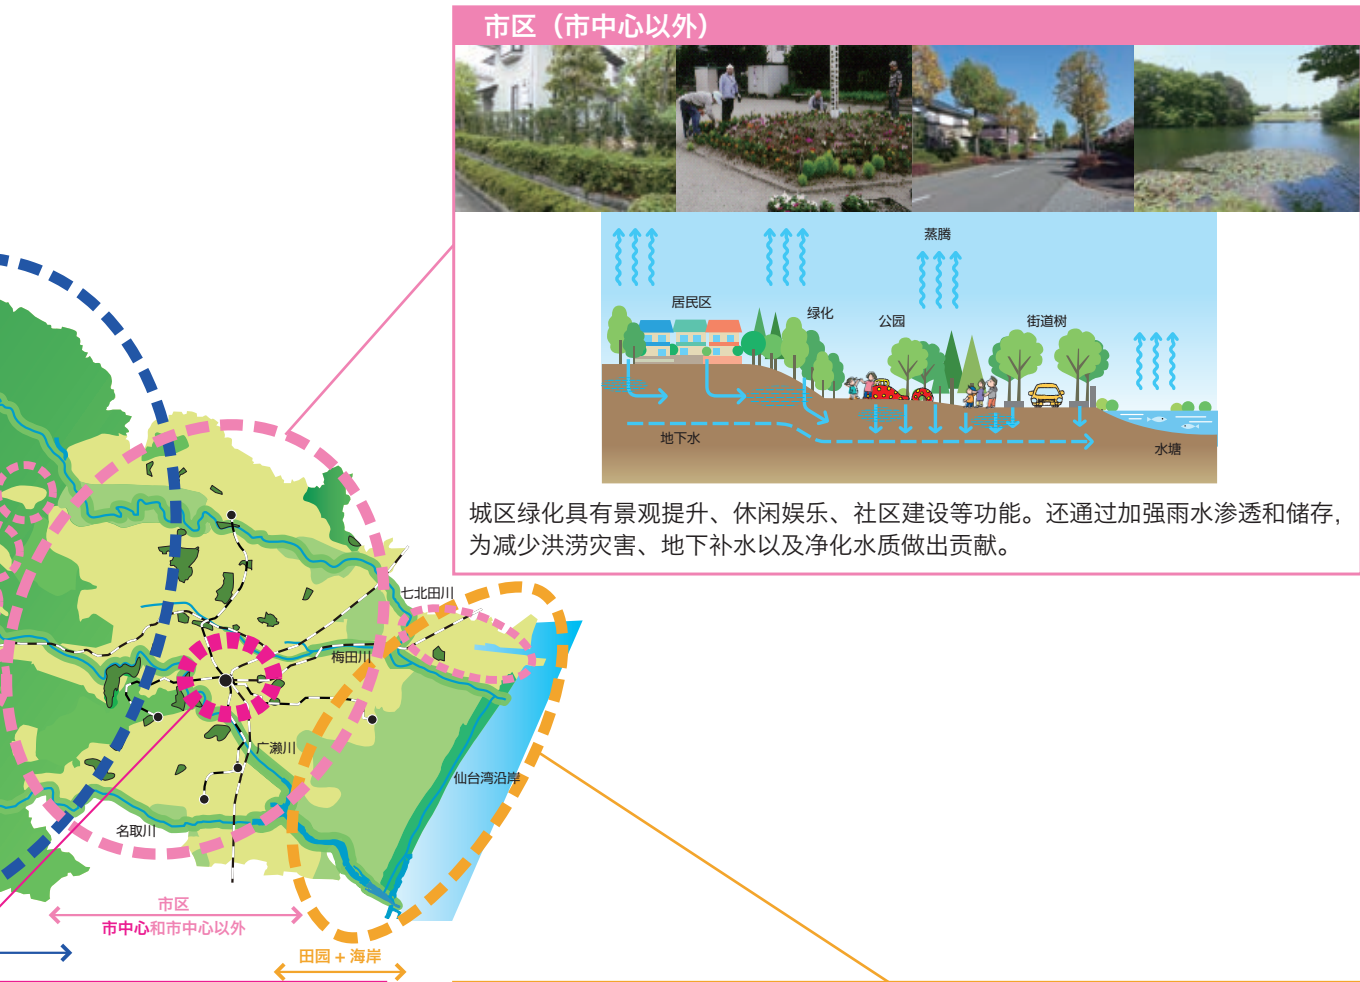 市区（市中心以外）
蒸腾
居民区
绿化
公园
街道树
地下水
水塘
城区绿化具有景观提升、休闲娱乐、社区建设等功能。还通过加强雨水渗透和储存，
为减少洪涝灾害、地下补水以及净化水质做出贡献。
七北田川
梅田川
广濑川
仙台湾沿岸
名取川
市区
市中心和市中心以外
田园 + 海岸